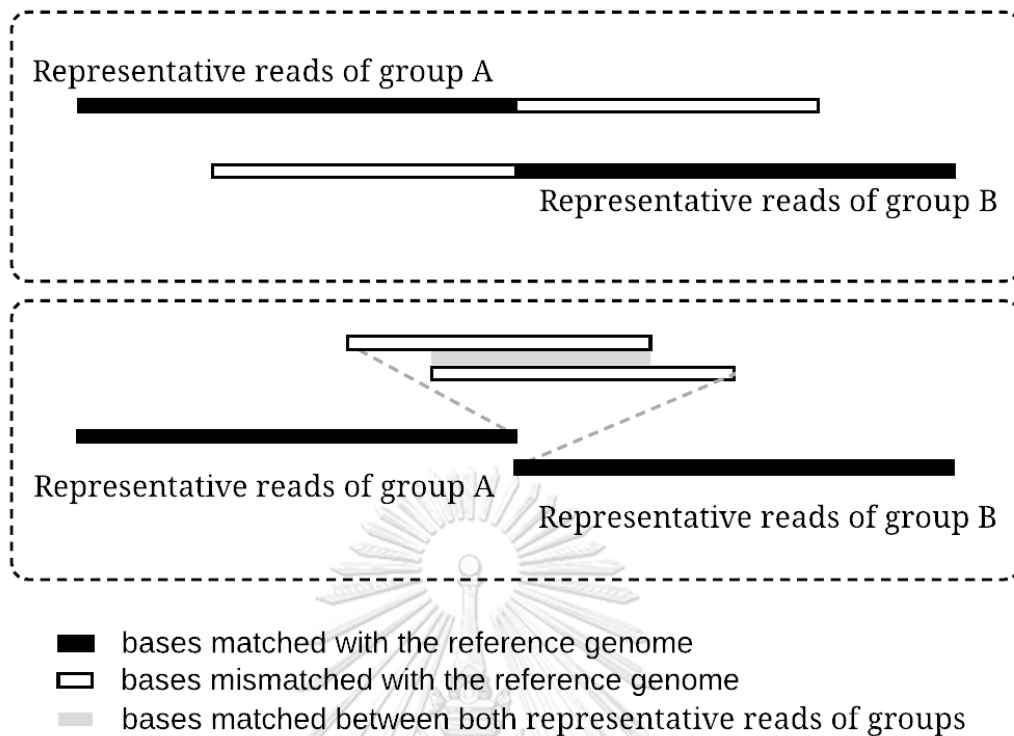 Representative reads of group A
Representative reads of group B
Representative reads of group A
Representative reads of group B
bases matched with the reference genome
bases mismatched with the reference genome
bases matched between both representative reads of groups